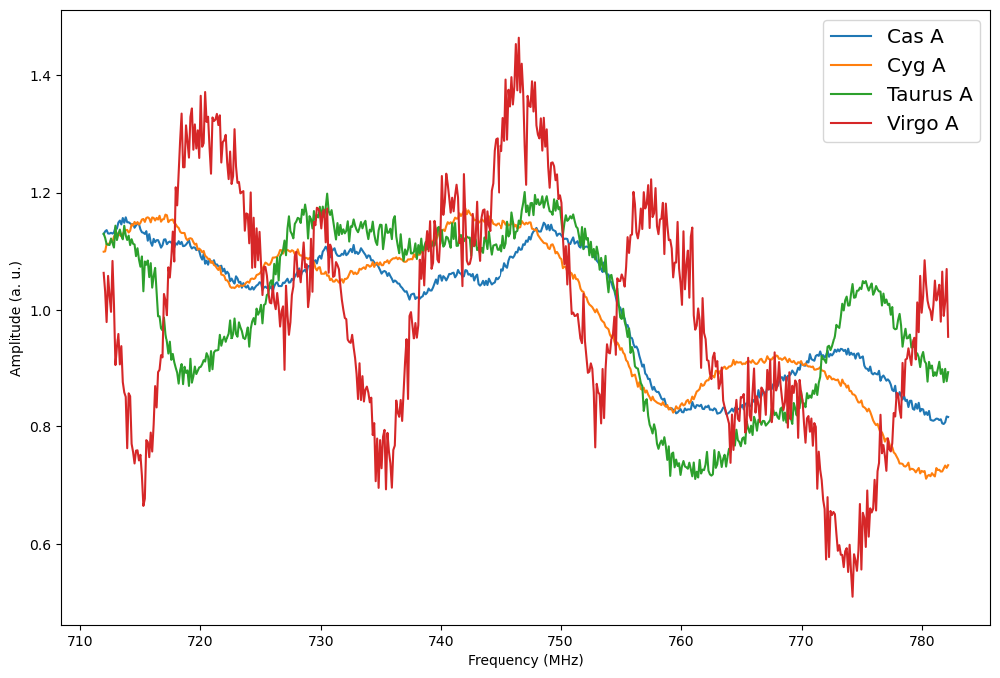 Cas A
Cyg A
Taurus A
Virgo A
1.4
1.2
1.0
0.8
0.6
Amplitude (a. u.)
710 720 730 740 750 760 770 780
Frequency (MHz)